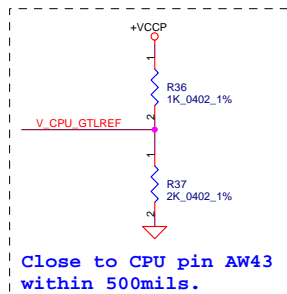 +VCCP
1
R36
1K_0402_1%
2
V_CPU_GTLREF
1
R37
2K_0402_1%
2
Close to CPU pin AW43
within 500mils.